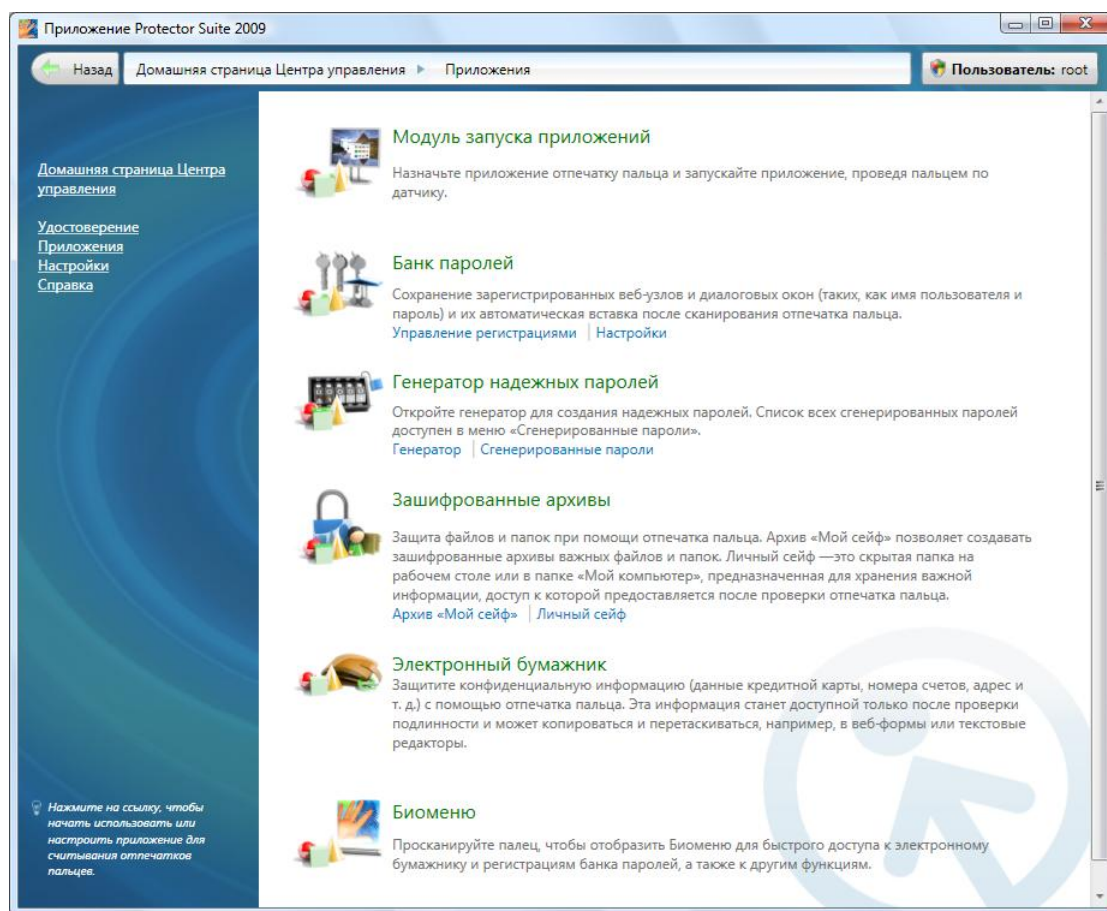 Приложение Protector Suite 2009
Назад
Домашняя страница Центра управления
Приложения
Пользователь: root
Домашняя страница Центра
управления
Удостоверение
Приложения
Настройки
Справка
Модуль запуска приложений
Назначьте приложение отпечатку пальца и запускайте приложение, проведя пальцем по
датчику.
Банк паролей
Сохранение зарегистрированных веб-узлов и диалоговых окон (таких, как имя пользователя и
пароль) и их автоматическая вставка после сканирования отпечатка пальца.
Управление регистрациями | Настройки
Генератор надежных паролей
Откройте генератор для создания надежных паролей. Список всех сгенерированных паролей
доступен в меню «Сгенерированные пароли».
Генератор | Сгенерированные пароли
Зашифрованные архивы
Защита файлов и папок при помощи отпечатка пальца. Архив «Мой сейф» позволяет создавать
зашифрованные архивы важных файлов и папок. Личный сейф —это скрытая папка на
рабочем столе или в папке «Мой компьютер», предназначенная для хранения важной
информации, доступ к которой предоставляется после проверки отпечатка пальца.
Архив «Мой сейф» | Личный сейф
Электронный бумажник
Защитите конфиденциальную информацию (данные кредитной карты, номера счетов, адрес и
т. д.) с помощью отпечатка пальца. Эта информация станет доступной только после проверки
подлинности и может копироваться и перетаскиваться, например, в веб-формы или текстовые
редакторы.
Биоменю
Просканируйте палец, чтобы отобразить Биоменю для быстрого доступа к электронному
бумажнику и регистрациям банка паролей, а также к другим функциям.
Нажмите на ссылку, чтобы
начать использовать или
настроить приложение для
считывания отпечатков
пальцев.